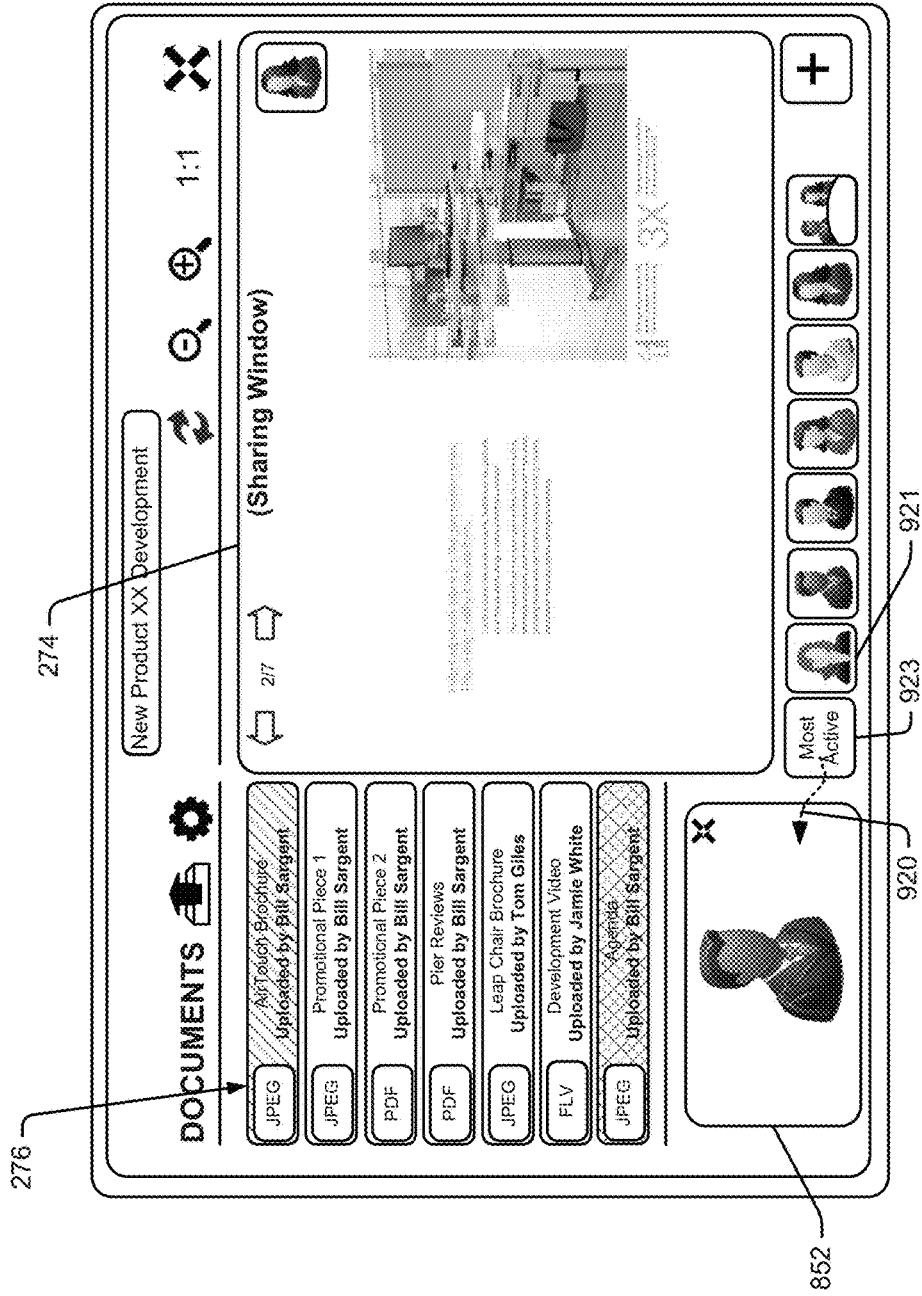 274
New Product XX Development
276
DOCUMENTS
1:1
JPEG
Air Touch Brochure
Uploaded by Bill Sargent
JPEG
Promotional Piece 1
Uploaded by Bill Sargent
PDF
Promotional Piece 2
Uploaded by Bill Sargent
PDF
Pier Reviews
Uploaded by Bill Sargent
JPEG
Leap Chair Brochure
Uploaded by Tom Giles
FLV
Development Video
Uploaded by Jamie White
JPEG
Agenda
Uploaded by Bill Sargent
2/7
(Sharing Window)
3X
Most
Active
852
920
923
921